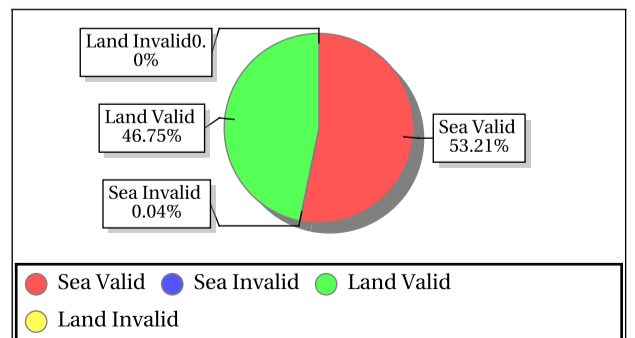 Land Invalid0.
0%
Land Valid
46.75%
Sea Valid
53.21%
Sea Invalid
0.04%
Sea Valid
Sea Invalid
Land Valid
Land Invalid